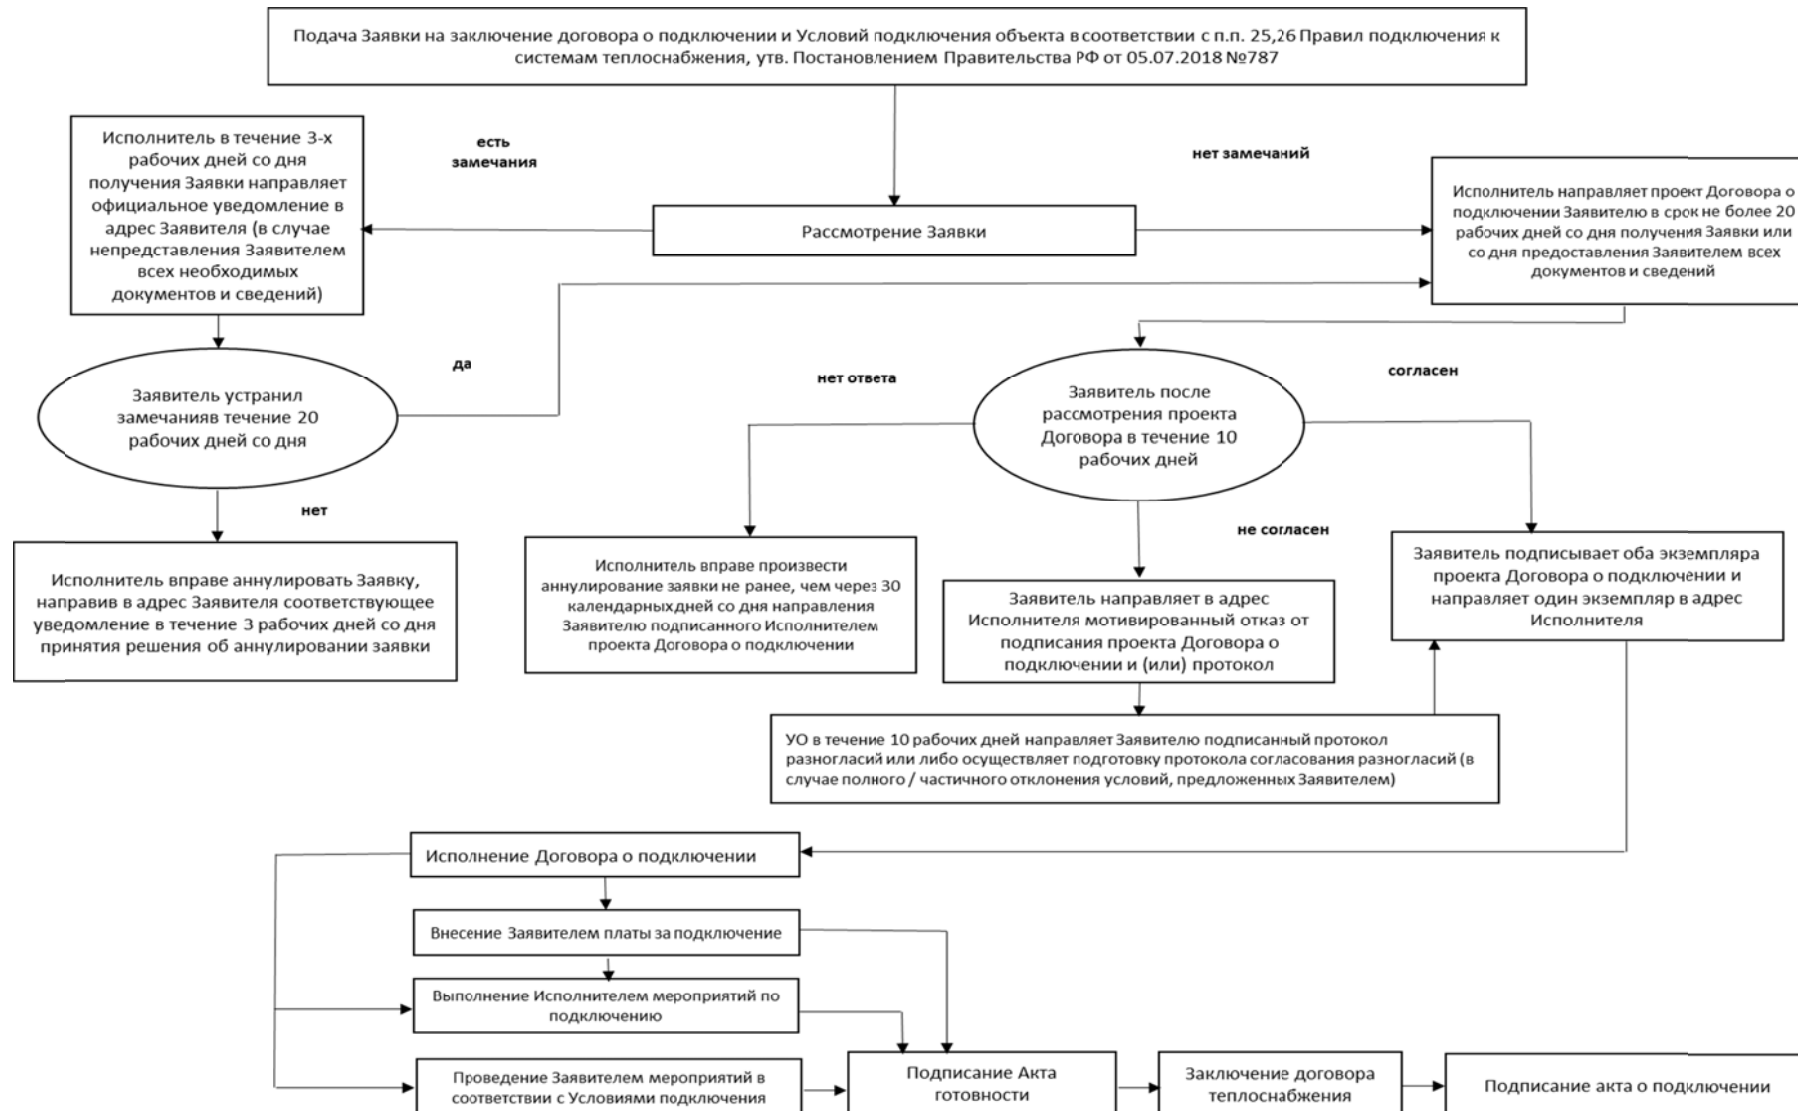 Подача Заявки на заключение договора о подключении и Условий подключения объекта в соответствии с п.п. 25,26 Правил подключения к
системам теплоснабжения, утв. Постановлением Правительства РФ от 05.07.2018 №787
Исполнитель в течение 3-х
рабочих дней со дня
получения Заявки направляет
официальное уведомление в
адрес Заявителя (в случае
непредставления Заявителем
всех необходимых
документов и сведений)
есть
замечания
нет замечаний
Рассмотрение Заявки
Исполнитель направляет проект Договора о
подключении Заявителю в срок не более 20
рабочих дней со дня получения Заявки или
со дня предоставления Заявителем всех
документов и сведений
Заявитель устранил
замечанияв течение 20
рабочих дней со дня
да
нет
нет ответа
Заявитель после
рассмотрения проекта
Договора в течение 10
рабочих дней
согласен
не согласен
Исполнитель вправе аннулировать Заявку,
направив в адрес Заявителя соответствующее
уведомление в течение 3 рабочих дней со дня
принятия решения об аннулировании заявки
Исполнитель вправе произвести
аннулирование заявки не ранее, чем через 30
календарных дней со дня направления
Заявителю подписанного Исполнителем
проекта Договора о подключении
Заявитель направляет в адрес
Исполнителя мотивированный отказ от
подписания проекта Договора о
подключении и (или) протокол
Заявитель подписывает оба экземпляра
проекта Договора о подключении и
направляет один экземпляр в адрес
Исполнителя
УО в течение 10 рабочих дней направляет Заявителю подписанный протокол
разногласий или либо осуществляет подготовку протокола согласования разногласий (в
случае полного / частичного отклонения условий, предложенных Заявителем)
Исполнение Договора о подключении
Внесение Заявителем платы за подключение
Выполнение Исполнителем мероприятий по
подключению
Проведение Заявителем мероприятий в
соответствии с Условиями подключения
Подписание Акта
готовности
Заключение договора
теплоснабжения
Подписание акта о подключении